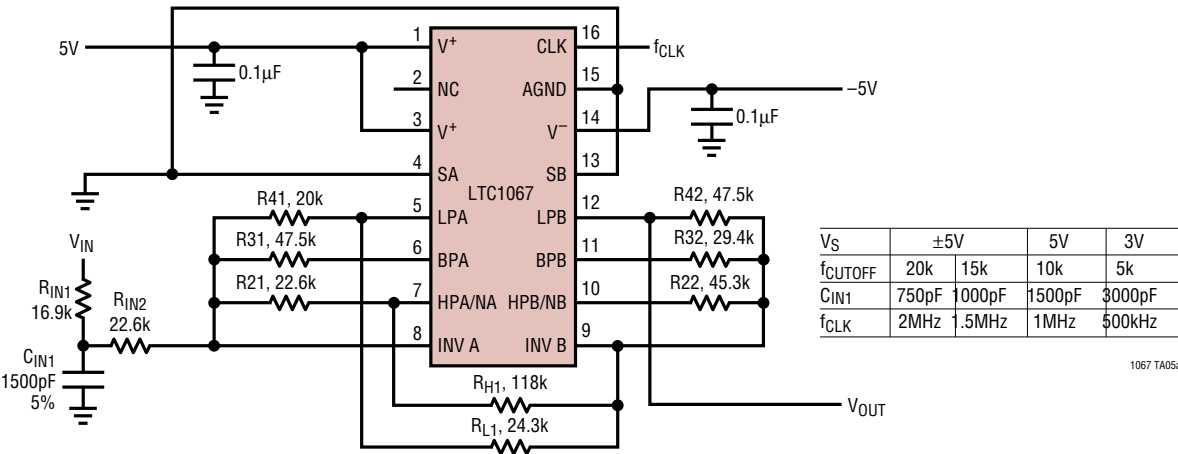 5V
0.1µF
1 V+
2 NC
3 V+
4 SA
5 LPA
6 BPA
7 HPA/NA
8 INV A
LTC1067
16 CLK
15 AGND
14 V−
13 SB
12 LPB
11 BPB
10 HPB/NB
9 INV B
fCLK
−5V
0.1µF
R41, 20k
R31, 47.5k
R21, 22.6k
R42, 47.5k
R32, 29.4k
R22, 45.3k
VIN
RIN1
16.9k
RIN2
22.6k
CIN1
1500pF
5%
RH1, 118k
RL1, 24.3k
VOUT
VS ±5V 5V 3V
fCUTOFF 20k 15k 10k 5k
CIN1 750pF 1000pF 1500pF 3000pF
fCLK 2MHz 1.5MHz 1MHz 500kHz
1067 TA05a